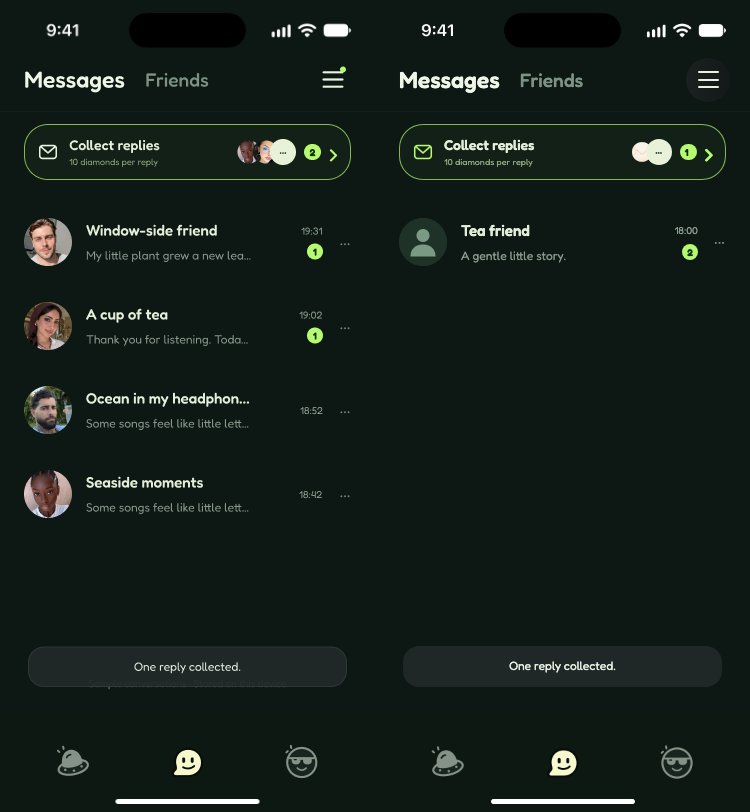 9:41
Messages Friends
Collect replies
10 diamonds per reply
2
Window-side friend
19:31
My little plant grew a new lea...
1
A cup of tea
19:02
Thank you for listening. Toda...
1
Ocean in my headphon...
Some songs feel like little lett...
18:52
Seaside moments
Some songs feel like little lett...
18:42
One reply collected.
9:41
Messages Friends
Collect replies
10 diamonds per reply
1
Tea friend
18:00
A gentle little story.
2
One reply collected.